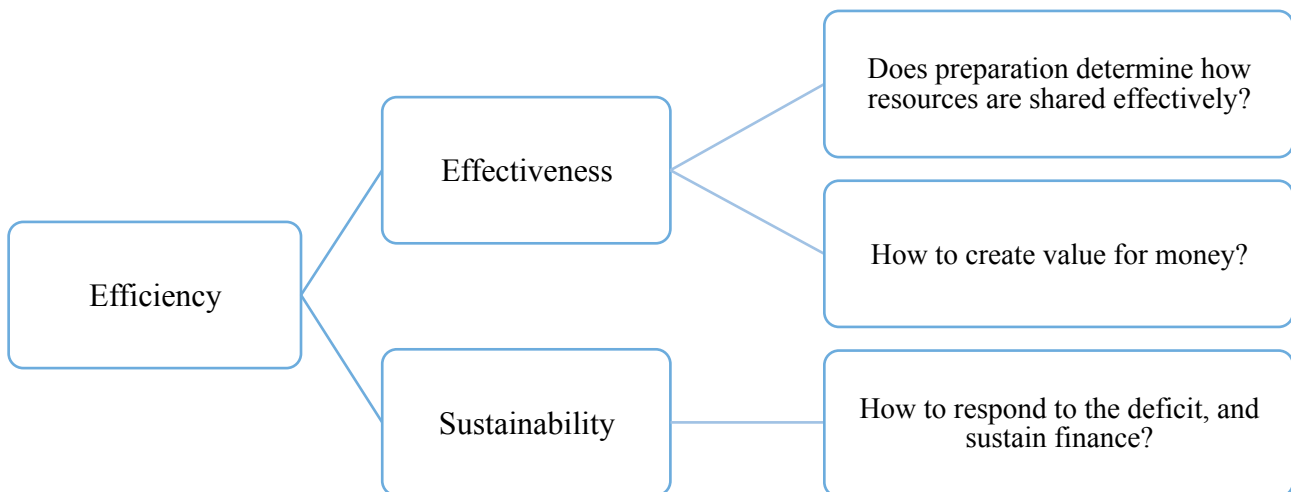 Does preparation determine how
resources are shared effectively?
Effectiveness
How to create value for money?
Efficiency
Sustainability
How to respond to the deficit, and
sustain finance?